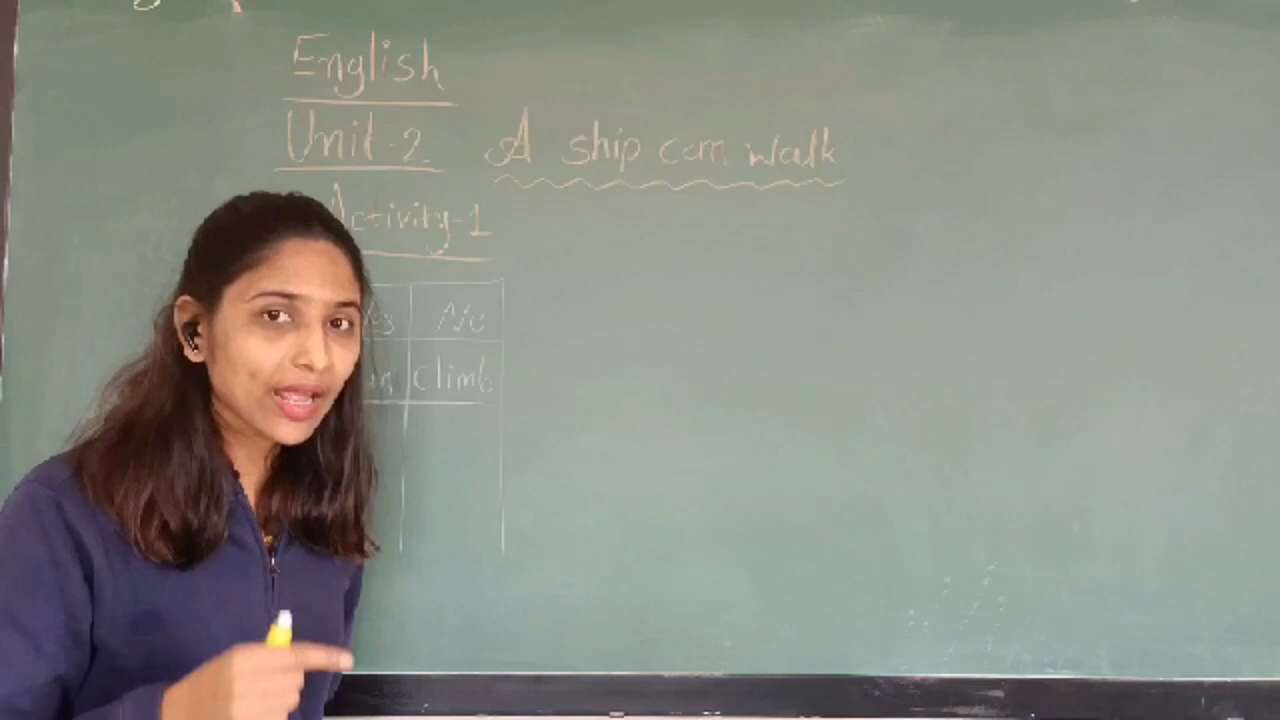 English
Unit-2 A ship can walk
Activity-1
No
Climb